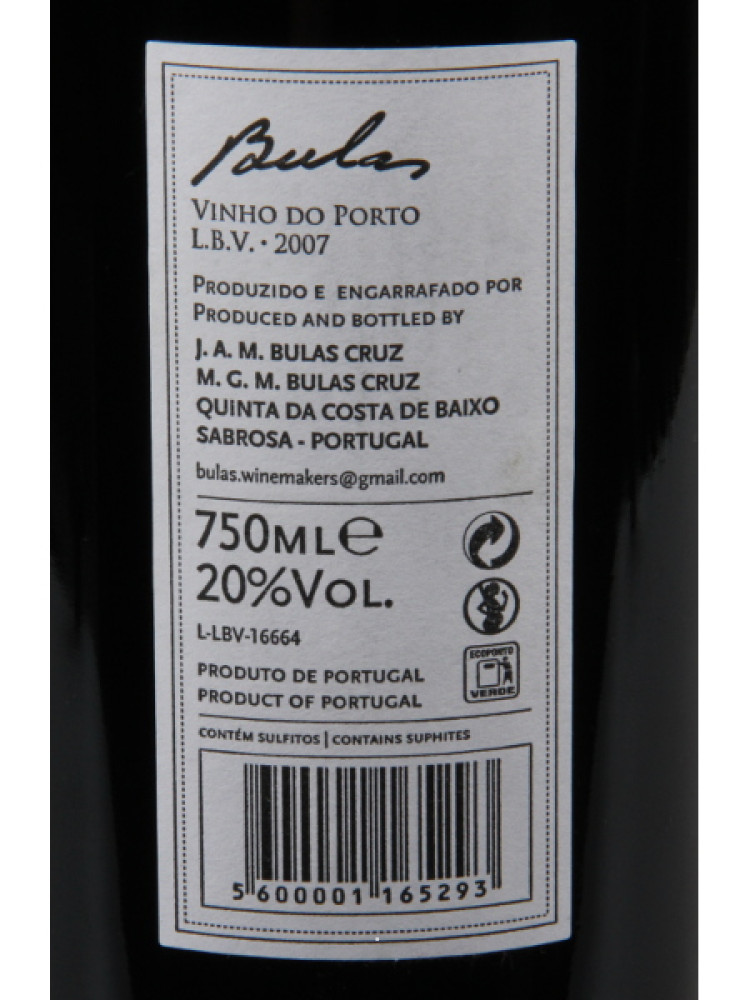 Bulas
VINHO DO PORTO
L.B.V. · 2007
PRODUZIDO E ENGARRAFADO POR
PRODUCED AND BOTTLED BY
J. A. M. BULAS CRUZ
M. G. M. BULAS CRUZ
QUINTA DA COSTA DE BAIXO
SABROSA - PORTUGAL
bulas.winemakers@gmail.com
750ML℮
20%VOL.
L-LBV-16664
ECOPONTO
VERDE
PRODUTO DE PORTUGAL
PRODUCT OF PORTUGAL
CONTÉM SULFITOS | CONTAINS SUPHITES
5 600001 165293